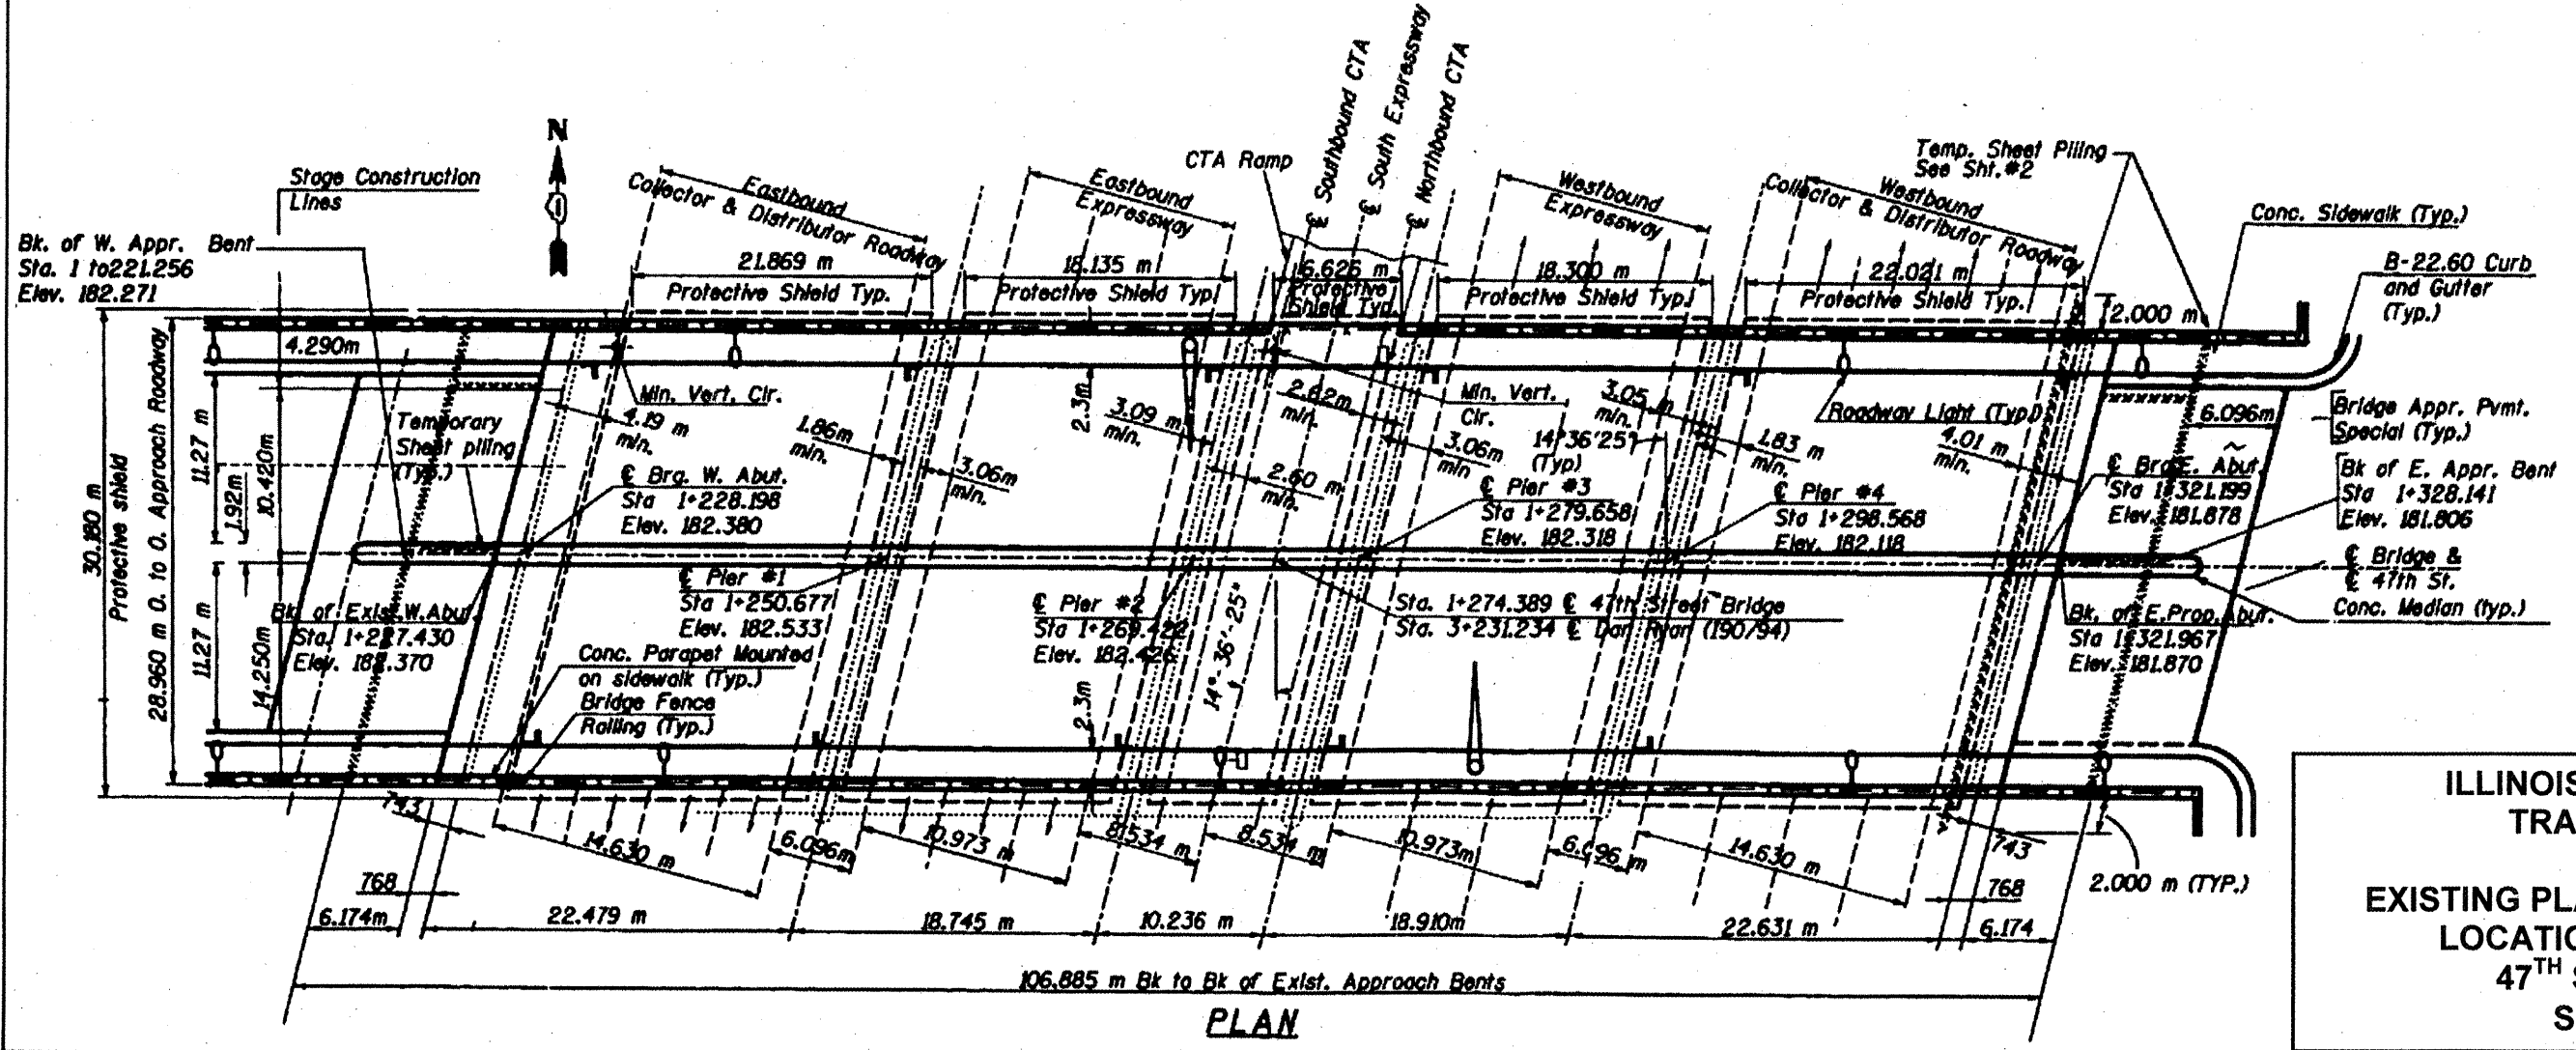 Southbound CTA
South Expressway
Northbound CTA
N
CTA Ramp
Stage Construction
Lines
Eastbound
Collector & Distributor Roadway
Eastbound
Expressway
Westbound
Expressway
Westbound
Collector & Distributor Roadway
Temp. Sheet Piling
See Sht.#2
Conc. Sidewalk (Typ.)
B-22.60 Curb
and Gutter
(Typ.)
Bk. of W. Appr. Bent
Sta. 1 to221.256
Elev. 182.271
21.869 m
Protective Shield Typ.
18.135 m
Protective Shield Typ.
16.626 m
Protective
Shield Typ.
18.300 m
Protective Shield Typ.
22.021 m
Protective Shield Typ.
2.000 m
4.290m
30.180 m
Protective shield
28.960 m O. to O. Approach Roadway
11.27 m
1.92m
10.420m
11.27 m
14.250m
Temporary
Sheet piling
(Typ.)
Min. Vert. Clr.
4.19 m
min.
1.86m
min.
3.06m
min.
2.3m
3.09 m
min.
2.82m
min.
2.60 m
min.
Min. Vert.
Clr.
3.06m
min
14°36'25"
(Typ)
3.05 m
min.
1.83 m
min.
Roadway Light (Typ.)
4.01 m
min.
6.096m
Bridge Appr. Pvmt.
Special (Typ.)
℄ Brg. W. Abut.
Sta 1+228.198
Elev. 182.380
℄ Pier #3
Sta 1+279.658
Elev. 182.318
℄ Pier #4
Sta 1+298.568
Elev. 182.118
℄ Brg E. Abut.
Sta 1+321.199
Elev. 181.878
Bk of E. Appr. Bent
Sta 1+328.141
Elev. 181.806
℄ Bridge &
℄ 47th St.
Conc. Median (typ.)
Bk. of Exis. W.Abut
Sta. 1+227.430
Elev. 182.370
℄ Pier #1
Sta 1+250.677
Elev. 182.533
℄ Pier #2
Sta 1+269.422
Elev. 182.426
14°-36'-25"
Sta. 1+274.389 ℄ 47th Street Bridge
Sta. 3+231.234 ℄ Dan Ryan (190/94)
Bk. of E.Prop. Abut.
Sta 1+321.967
Elev. 181.870
Conc. Parapet Mounted
on sidewalk (Typ.)
Bridge Fence
Railing (Typ.)
2.3m
743
14.630 m
6.096m
10.973 m
8.534 m
8.534 m
10.973m
6.096 m
14.630 m
743
2.000 m (TYP.)
768
768
6.174m
22.479 m
18.745 m
10.236 m
18.910m
22.631 m
6.174
106.885 m Bk to Bk of Exist. Approach Bents
PLAN
ILLINOIS
TRA
EXISTING PLA
LOCATIO
47TH S
S